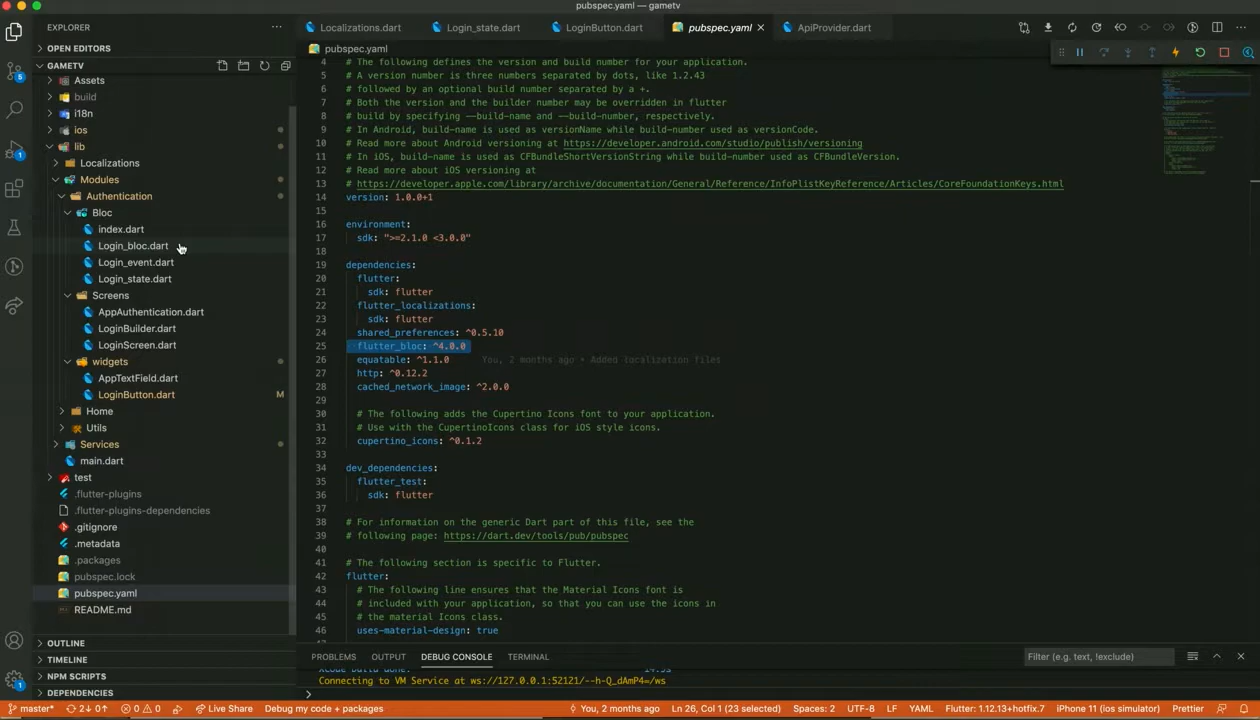 pubspec.yaml — gametv
EXPLORER
Localizations.dart
Login_state.dart
LoginButton.dart
pubspec.yaml
ApiProvider.dart
OPEN EDITORS
GAMETV
Assets
build
i18n
ios
lib
Localizations
Modules
Authentication
Bloc
index.dart
Login_bloc.dart
Login_event.dart
Login_state.dart
Screens
AppAuthentication.dart
LoginBuilder.dart
LoginScreen.dart
widgets
AppTextField.dart
LoginButton.dart M
Home
Utils
Services
main.dart
test
.flutter-plugins
.flutter-plugins-dependencies
.gitignore
.metadata
.packages
pubspec.lock
pubspec.yaml
README.md
OUTLINE
TIMELINE
NPM SCRIPTS
DEPENDENCIES
pubspec.yaml
4 # The following defines the version and build number for your application.
5 # A version number is three numbers separated by dots, like 1.2.43
6 # followed by an optional build number separated by a +.
7 # Both the version and the builder number may be overridden in flutter
8 # build by specifying --build-name and --build-number, respectively.
9 # In Android, build-name is used as versionName while build-number used as versionCode.
10 # Read more about Android versioning at https://developer.android.com/studio/publish/versioning
11 # In iOS, build-name is used as CFBundleShortVersionString while build-number used as CFBundleVersion.
12 # Read more about iOS versioning at
13 # https://developer.apple.com/library/archive/documentation/General/Reference/InfoPlistKeyReference/Articles/CoreFoundationKeys.html
14 version: 1.0.0+1
15
16 environment:
17 sdk: ">=2.1.0 <3.0.0"
18
19 dependencies:
20 flutter:
21 sdk: flutter
22 flutter_localizations:
23 sdk: flutter
24 shared_preferences: ^0.5.10
25 flutter_bloc: ^4.0.0
26 equatable: ^1.1.0 You, 2 months ago • Added localization files
27 http: ^0.12.2
28 cached_network_image: ^2.0.0
29
30 # The following adds the Cupertino Icons font to your application.
31 # Use with the CupertinoIcons class for iOS style icons.
32 cupertino_icons: ^0.1.2
33
34 dev_dependencies:
35 flutter_test:
36 sdk: flutter
37
38 # For information on the generic Dart part of this file, see the
39 # following page: https://dart.dev/tools/pub/pubspec
40
41 # The following section is specific to Flutter.
42 flutter:
43 # The following line ensures that the Material Icons font is
44 # included with your application, so that you can use the icons in
45 # the material Icons class.
46 uses-material-design: true
PROBLEMS OUTPUT DEBUG CONSOLE TERMINAL
Filter (e.g. text, !exclude)
Xcode build done. 14.9s
Connecting to VM Service at ws://127.0.0.1:52121/--h-Q_dAmP4=/ws
master* 2↓ 0↑ 0 0 Live Share Debug my code + packages You, 2 months ago Ln 26, Col 1 (23 selected) Spaces: 2 UTF-8 LF YAML Flutter: 1.12.13+hotfix.7 iPhone 11 (ios simulator) Prettier